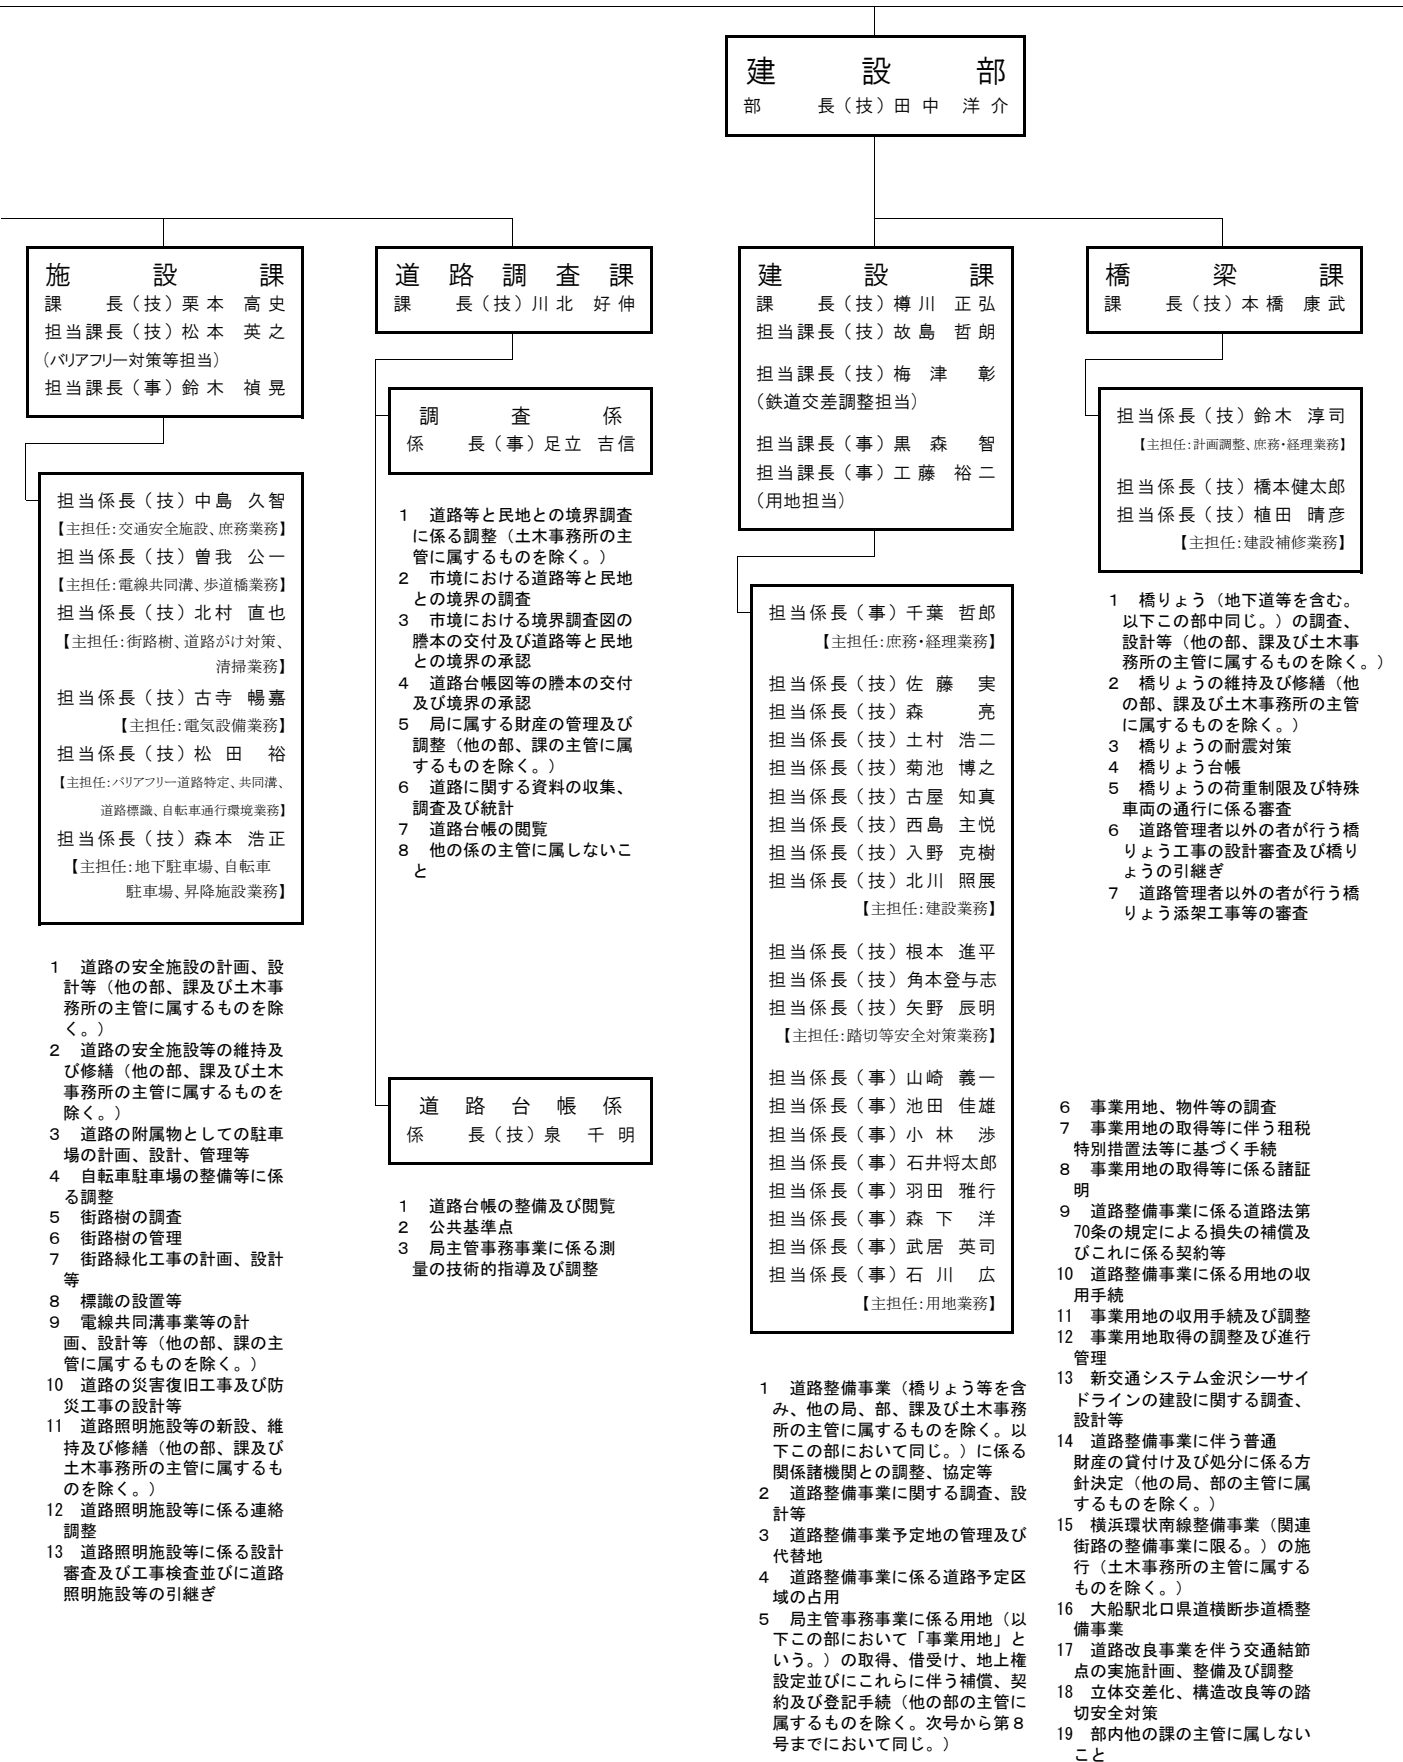 建設部
部長（技）田中 洋介
施設課
課長（技）栗本 高史
担当課長（技）松本 英之
（バリアフリー対策等担当）
担当課長（事）鈴木 禎晃
担当係長（技）中島 久智
【主担任:交通安全施設、庶務業務】
担当係長（技）曽我 公一
【主担任:電線共同溝、歩道橋業務】
担当係長（技）北村 直也
【主担任:街路樹、道路がけ対策、
清掃業務】
担当係長（技）古寺 暢嘉
【主担任:電気設備業務】
担当係長（技）松田 裕
【主担任:バリアフリー道路特定、共同溝、
道路標識、自転車通行環境業務】
担当係長（技）森本 浩正
【主担任:地下駐車場、自転車
駐車場、昇降施設業務】
1 道路の安全施設の計画、設
計等（他の部、課及び土木事
務所の主管に属するものを除
く。）
2 道路の安全施設等の維持及
び修繕（他の部、課及び土木
事務所の主管に属するものを
除く。）
3 道路の附属物としての駐車
場の計画、設計、管理等
4 自転車駐車場の整備等に係
る調整
5 街路樹の調査
6 街路樹の管理
7 街路緑化工事の計画、設計
等
8 標識の設置等
9 電線共同溝事業等の計
画、設計等（他の部、課の主
管に属するものを除く。）
10 道路の災害復旧工事及び防
災工事の設計等
11 道路照明施設等の新設、維
持及び修繕（他の部、課及び
土木事務所の主管に属するも
のを除く。）
12 道路照明施設等に係る連絡
調整
13 道路照明施設等に係る設計
審査及び工事検査並びに道路
照明施設等の引継ぎ
道路調査課
課長（技）川北 好伸
調査係
係長（事）足立 吉信
1 道路等と民地との境界調査
に係る調整（土木事務所の主
管に属するものを除く。）
2 市境における道路等と民地
との境界の調査
3 市境における境界調査図の
謄本の交付及び道路等と民地
との境界の承認
4 道路台帳図等の謄本の交付
及び境界の承認
5 局に属する財産の管理及び
調整（他の部、課の主管に属
するものを除く。）
6 道路に関する資料の収集、
調査及び統計
7 道路台帳の閲覧
8 他の係の主管に属しないこ
と
道路台帳係
係長（技）泉 千明
1 道路台帳の整備及び閲覧
2 公共基準点
3 局主管事務事業に係る測
量の技術的指導及び調整
建設課
課長（技）樽川 正弘
担当課長（技）故島 哲朗
担当課長（技）梅津 彰
（鉄道交差調整担当）
担当課長（事）黒森 智
担当課長（事）工藤 裕二
（用地担当）
担当係長（事）千葉 哲郎
【主担任:庶務・経理業務】
担当係長（技）佐藤 実
担当係長（技）森 亮
担当係長（技）土村 浩二
担当係長（技）菊池 博之
担当係長（技）古屋 知真
担当係長（技）西島 主悦
担当係長（技）入野 克樹
担当係長（技）北川 照展
【主担任:建設業務】
担当係長（技）根本 進平
担当係長（技）角本登与志
担当係長（技）矢野 辰明
【主担任:踏切等安全対策業務】
担当係長（事）山崎 義一
担当係長（事）池田 佳雄
担当係長（事）小林 渉
担当係長（事）石井将太郎
担当係長（事）羽田 雅行
担当係長（事）森下 洋
担当係長（事）武居 英司
担当係長（事）石川 広
【主担任:用地業務】
1 道路整備事業（橋りょう等を含
み、他の局、部、課及び土木事務
所の主管に属するものを除く。以
下この部において同じ。）に係る
関係諸機関との調整、協定等
2 道路整備事業に関する調査、設
計等
3 道路整備事業予定地の管理及び
代替地
4 道路整備事業に係る道路予定区
域の占用
5 局主管事務事業に係る用地（以
下この部において「事業用地」と
いう。）の取得、借受け、地上権
設定並びにこれらに伴う補償、契
約及び登記手続（他の部の主管に
属するものを除く。次号から第８
号までにおいて同じ。）
6 事業用地、物件等の調査
7 事業用地の取得等に伴う租税
特別措置法等に基づく手続
8 事業用地の取得等に係る諸証
明
9 道路整備事業に係る道路法第
70条の規定による損失の補償及
びこれに係る契約等
10 道路整備事業に係る用地の収
用手続
11 事業用地の収用手続及び調整
12 事業用地取得の調整及び進行
管理
13 新交通システム金沢シーサイ
ドラインの建設に関する調査、
設計等
14 道路整備事業に伴う普通
財産の貸付け及び処分に係る方
針決定（他の局、部の主管に属
するものを除く。）
15 横浜環状南線整備事業（関連
街路の整備事業に限る。）の施
行（土木事務所の主管に属する
ものを除く。）
16 大船駅北口県道横断歩道橋整
備事業
17 道路改良事業を伴う交通結節
点の実施計画、整備及び調整
18 立体交差化、構造改良等の踏
切安全対策
19 部内他の課の主管に属しない
こと
橋梁課
課長（技）本橋 康武
担当係長（技）鈴木 淳司
【主担任:計画調整、庶務・経理業務】
担当係長（技）橋本健太郎
担当係長（技）植田 晴彦
【主担任:建設補修業務】
1 橋りょう（地下道等を含む。
以下この部中同じ。）の調査、
設計等（他の部、課及び土木事
務所の主管に属するものを除く。）
2 橋りょうの維持及び修繕（他
の部、課及び土木事務所の主管
に属するものを除く。）
3 橋りょうの耐震対策
4 橋りょう台帳
5 橋りょうの荷重制限及び特殊
車両の通行に係る審査
6 道路管理者以外の者が行う橋
りょう工事の設計審査及び橋り
ょうの引継ぎ
7 道路管理者以外の者が行う橋
りょう添架工事等の審査